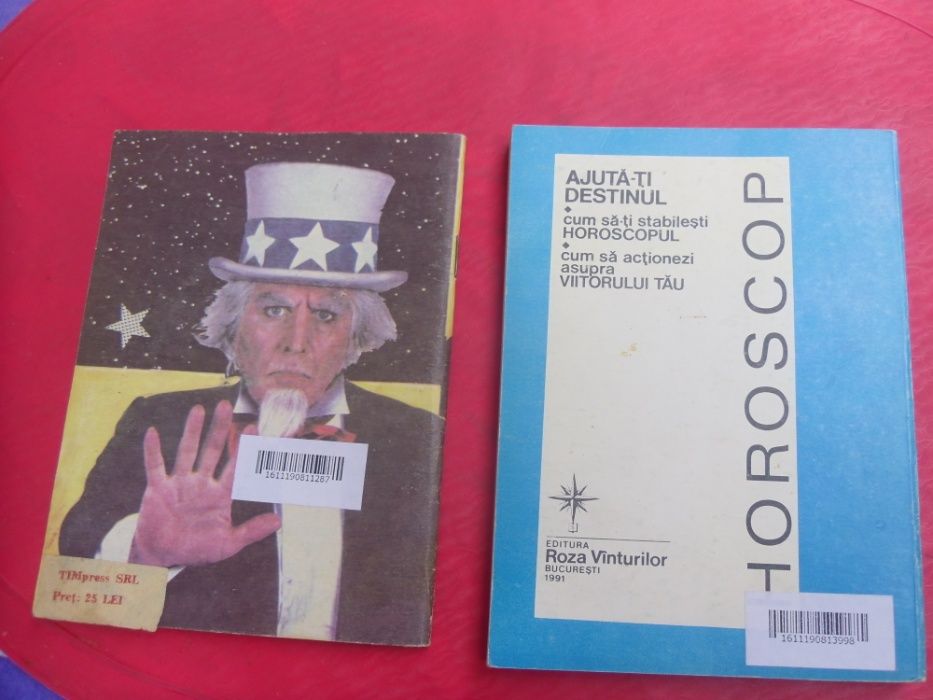 1611190811287
TIMpress SRL
Preț: 25 LEI
AJUTĂ-ȚI
DESTINUL
cum să-ți stabilești
HOROSCOPUL
cum să acționezi
asupra
VIITORULUI TĂU
HOROSCOP
EDITURA
Roza Vînturilor
BUCUREȘTI
1991
1611190813998